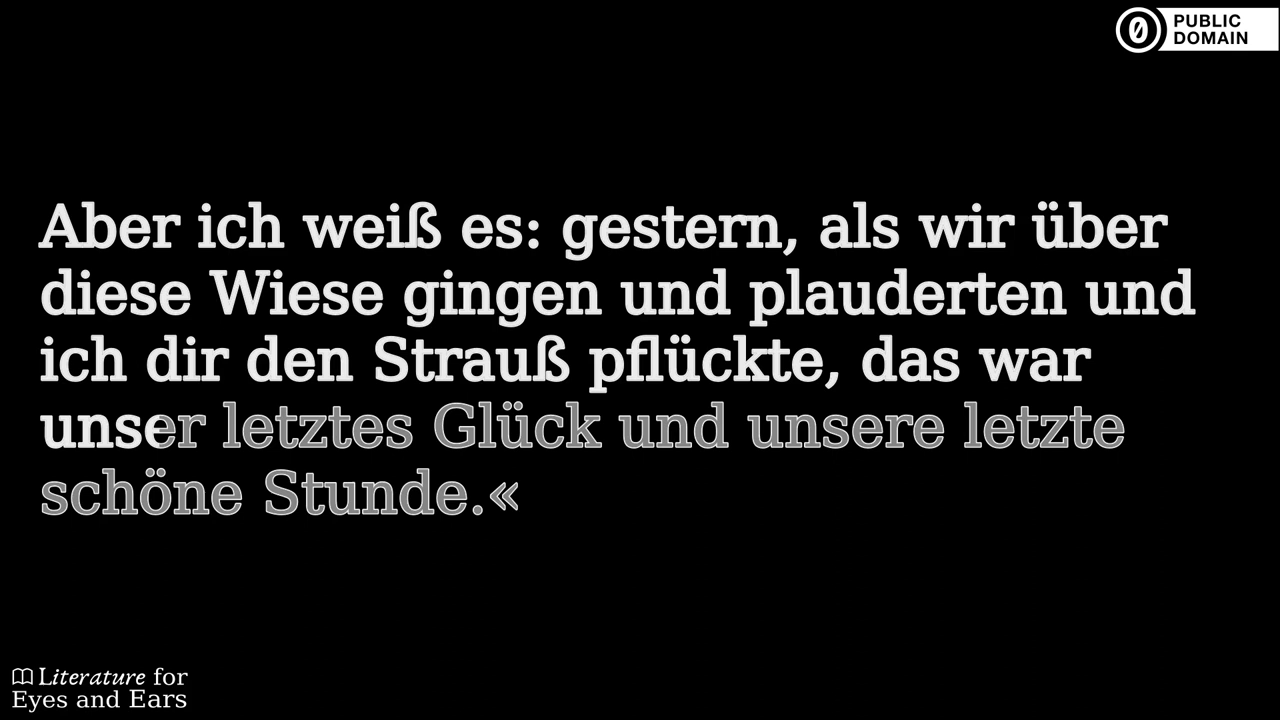 PUBLIC
DOMAIN
Aber ich weiß es: gestern, als wir über
diese Wiese gingen und plauderten und
ich dir den Strauß pflückte, das war
unser letztes Glück und unsere letzte
schöne Stunde.«
Literature for
Eyes and Ears